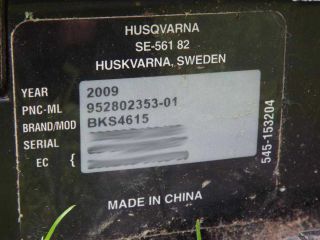 HUSQVARNA
SE-561 82
HUSKVARNA, SWEDEN
YEAR 2009
PNC-ML 952802353-01
BRAND/MOD BKS4615
SERIAL
EC {
MADE IN CHINA
545-153204